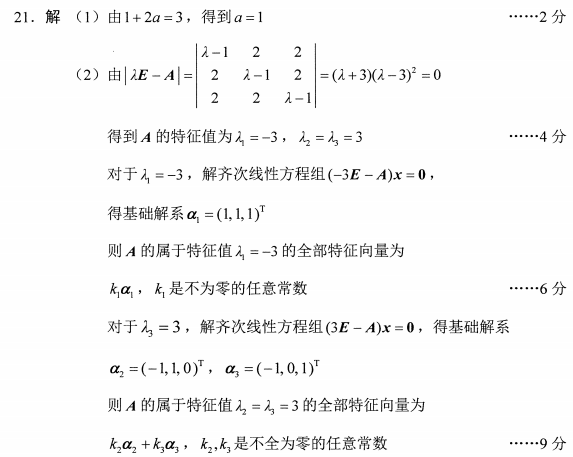 21．解 （1）由1+2a=3，得到a=1 ……2分
（2）由|λE−A|=|λ−1 2 2; 2 λ−1 2; 2 2 λ−1|=(λ+3)(λ−3)²=0
得到A的特征值为λ₁=−3，λ₂=λ₃=3 ……4分
对于λ₁=−3，解齐次线性方程组(−3E−A)x=0，
得基础解系α₁=(1,1,1)ᵀ
则A的属于特征值λ₁=−3的全部特征向量为
k₁α₁，k₁是不为零的任意常数 ……6分
对于λ₃=3，解齐次线性方程组(3E−A)x=0，得基础解系
α₂=(−1,1,0)ᵀ，α₃=(−1,0,1)ᵀ
则A的属于特征值λ₂=λ₃=3的全部特征向量为
k₂α₂+k₃α₃，k₂,k₃是不全为零的任意常数 ……9分